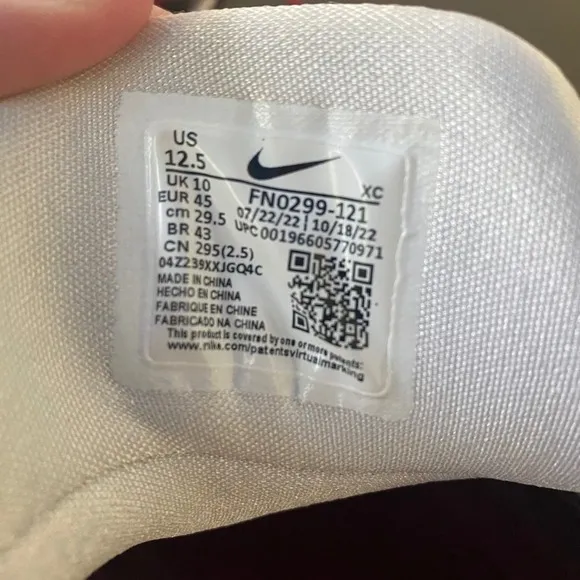 US
12.5
UK 10
EUR 45
cm 29.5
BR 43
CN 295(2.5)
XC
FN0299-121
07/22/22 | 10/18/22
UPC 00196605770971
04Z239XXJGQ4C
MADE IN CHINA
HECHO EN CHINA
FABRIQUE EN CHINE
FABRICADO NA CHINA
This product is covered by one or more patents:
www.nike.com/patentsvirtualmarking